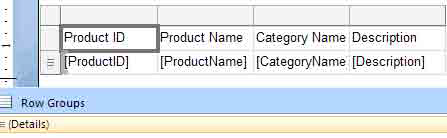 Product ID Product Name Category Name Description
[ProductID] [ProductName] [CategoryName [Description]
Row Groups
(Details)